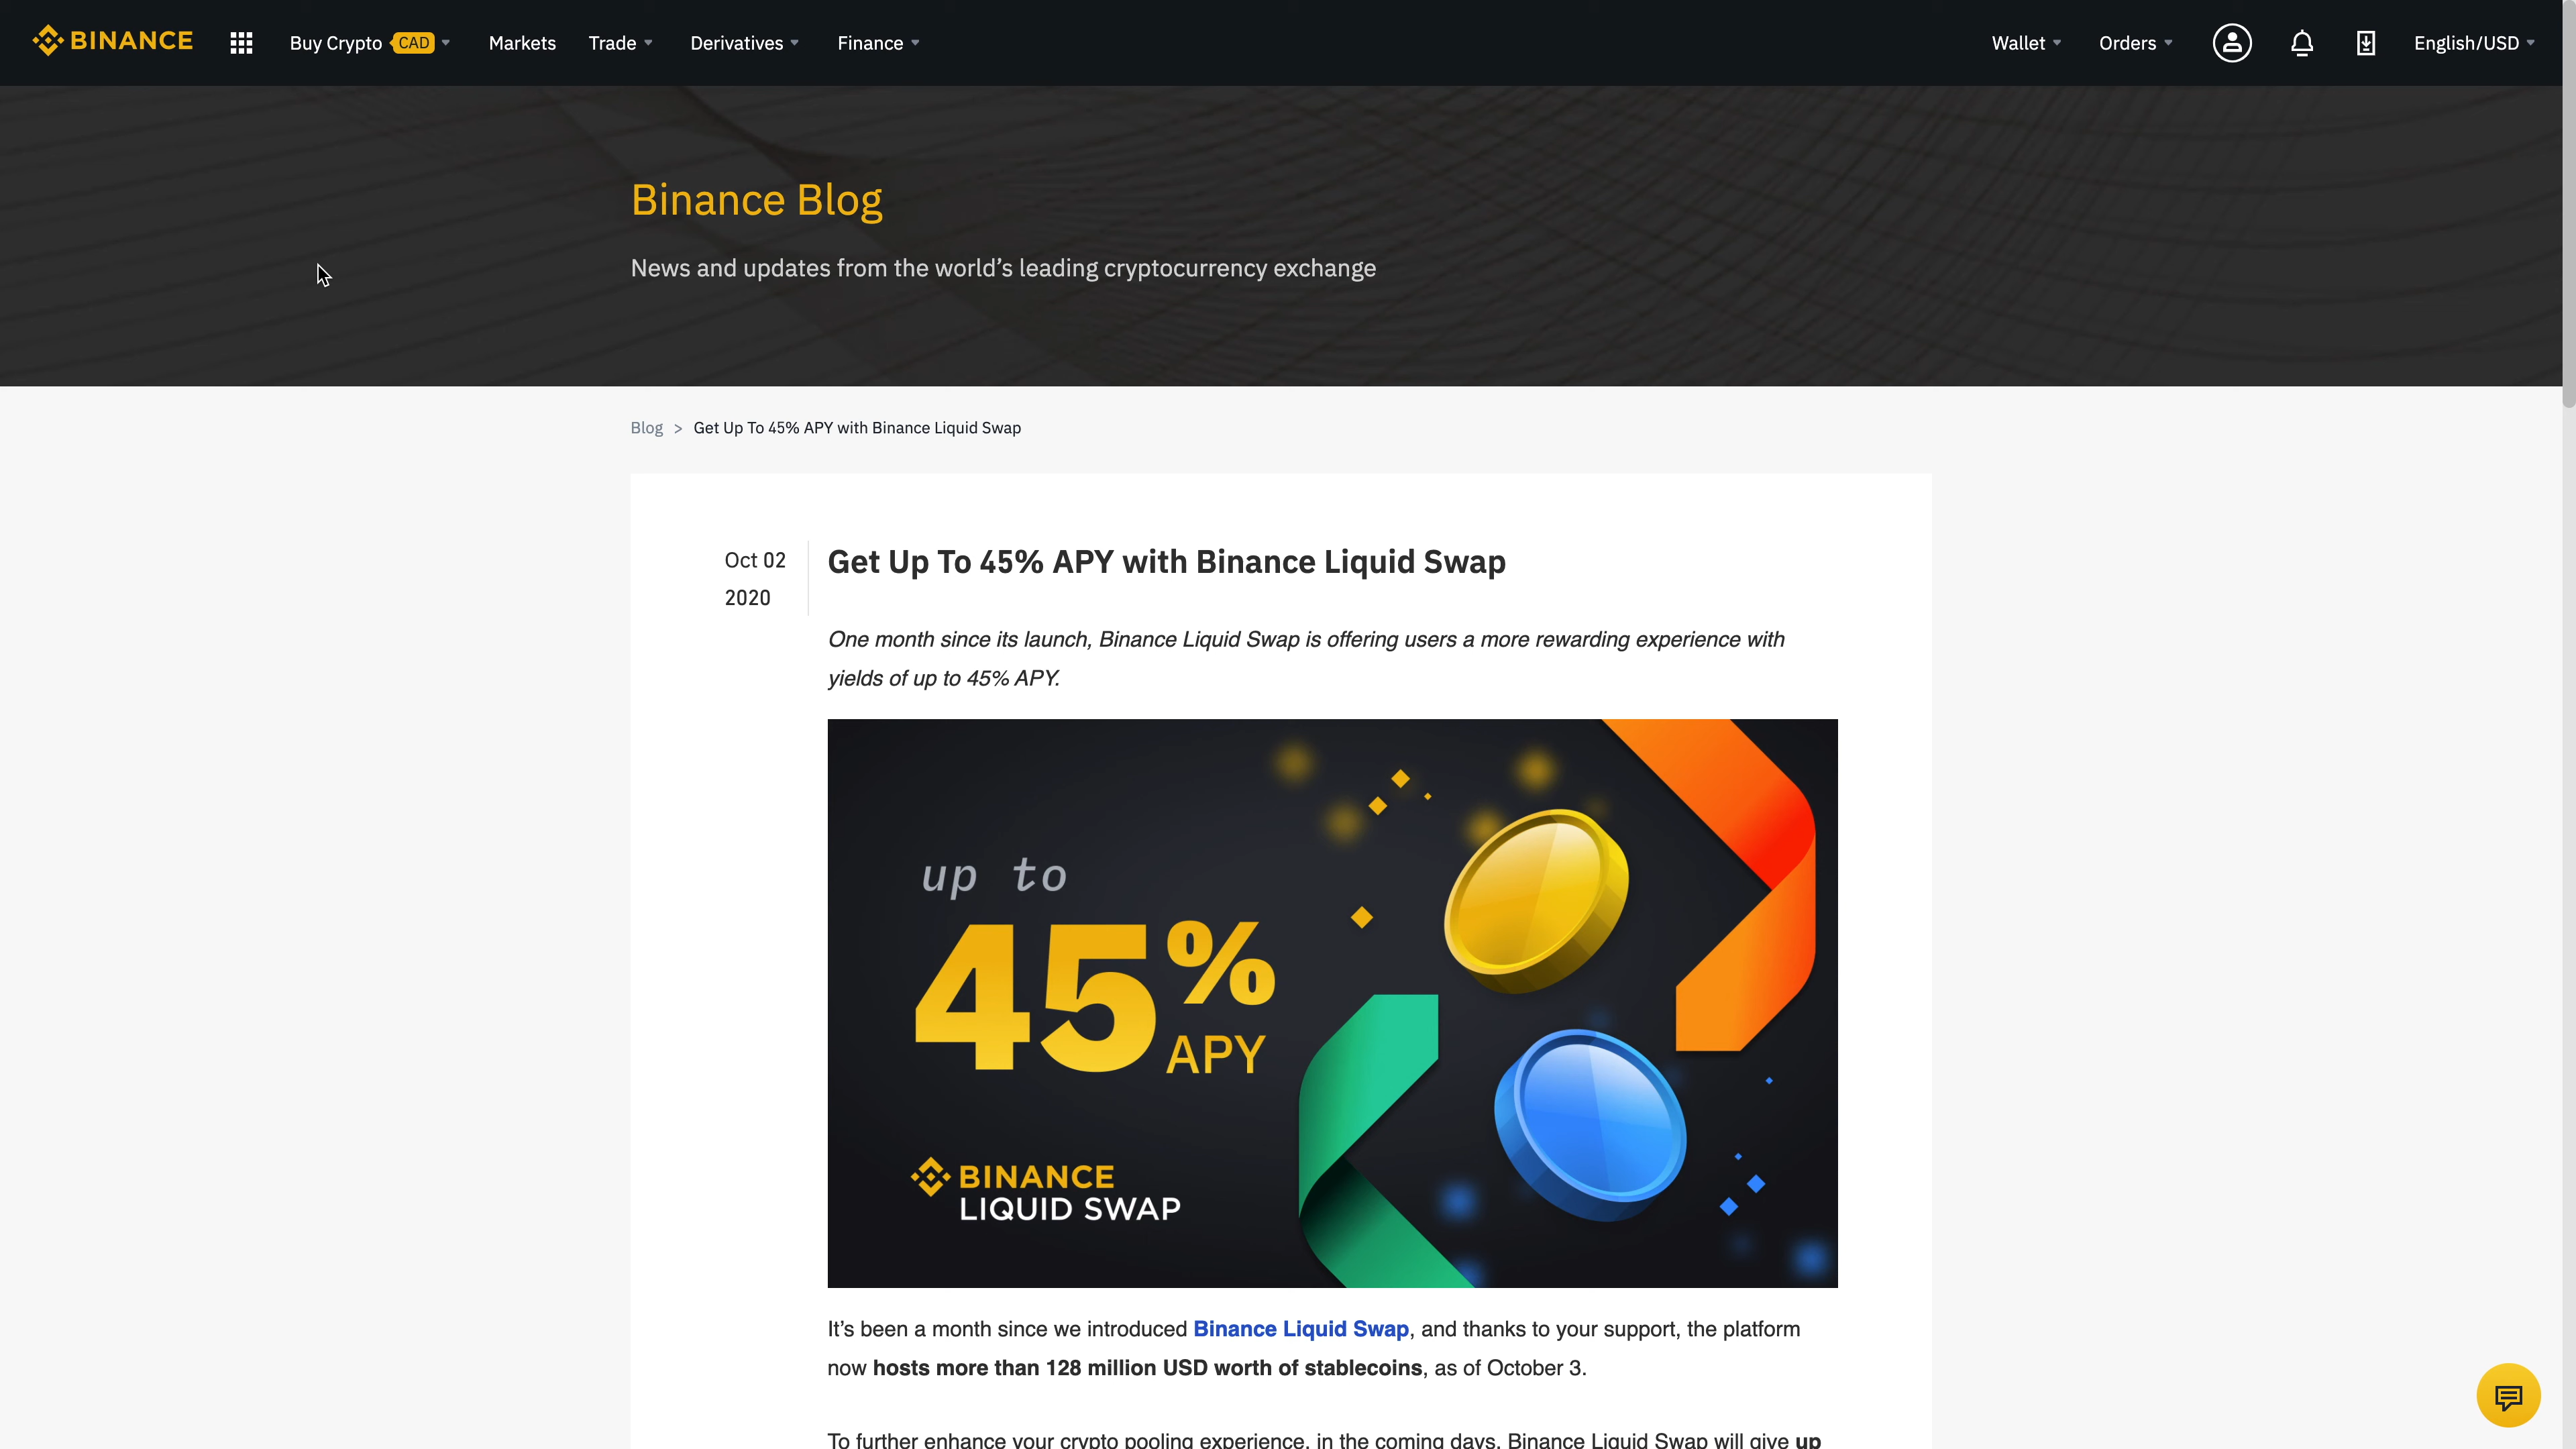 BINANCE Buy Crypto CAD Markets Trade Derivatives Finance Wallet Orders English/USD
Binance Blog
News and updates from the world's leading cryptocurrency exchange
Blog > Get Up To 45% APY with Binance Liquid Swap
Oct 02
2020
Get Up To 45% APY with Binance Liquid Swap
One month since its launch, Binance Liquid Swap is offering users a more rewarding experience with
yields of up to 45% APY.
up to
45%
APY
BINANCE
LIQUID SWAP
It's been a month since we introduced Binance Liquid Swap, and thanks to your support, the platform
now hosts more than 128 million USD worth of stablecoins, as of October 3.
To further enhance your crypto pooling experience, in the coming days, Binance Liquid Swap will give up